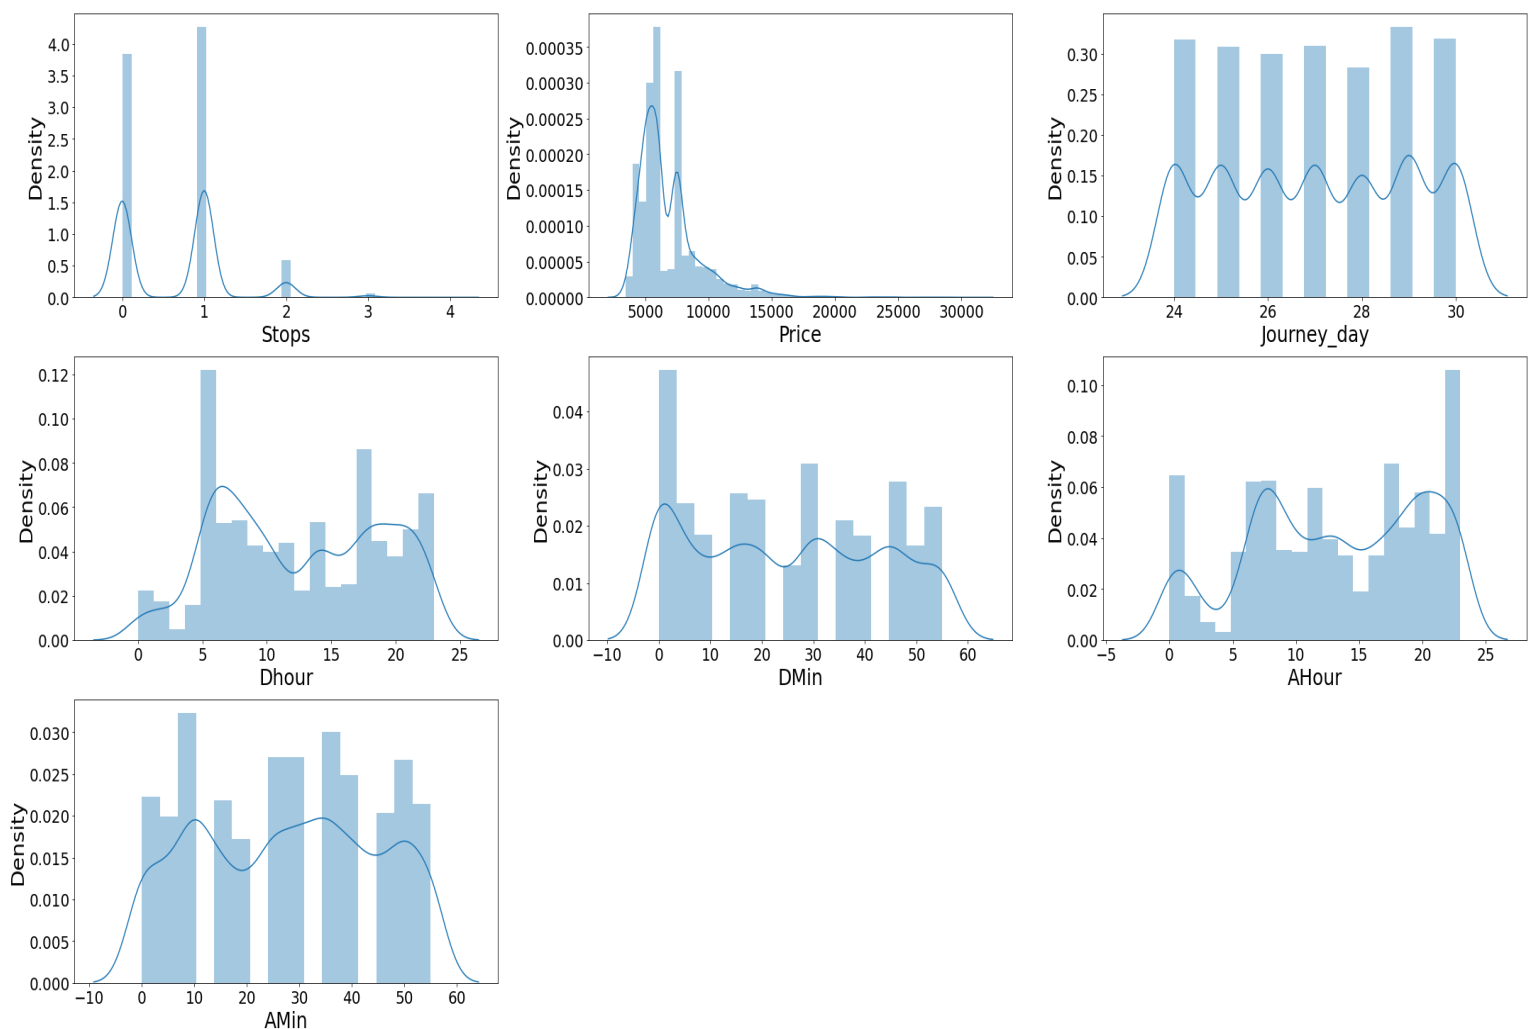 Density
4.0
3.5
3.0
2.5
2.0
1.5
1.0
0.5
0.0
0 1 2 3 4
Stops
Density
0.00035
0.00030
0.00025
0.00020
0.00015
0.00010
0.00005
0.00000
5000 10000 15000 20000 25000 30000
Price
Density
0.30
0.25
0.20
0.15
0.10
0.05
0.00
24 26 28 30
Journey_day
Density
0.12
0.10
0.08
0.06
0.04
0.02
0.00
0 5 10 15 20 25
Dhour
Density
0.04
0.03
0.02
0.01
0.00
−10 0 10 20 30 40 50 60
DMin
Density
0.10
0.08
0.06
0.04
0.02
0.00
−5 0 5 10 15 20 25
AHour
Density
0.030
0.025
0.020
0.015
0.010
0.005
0.000
−10 0 10 20 30 40 50 60
AMin